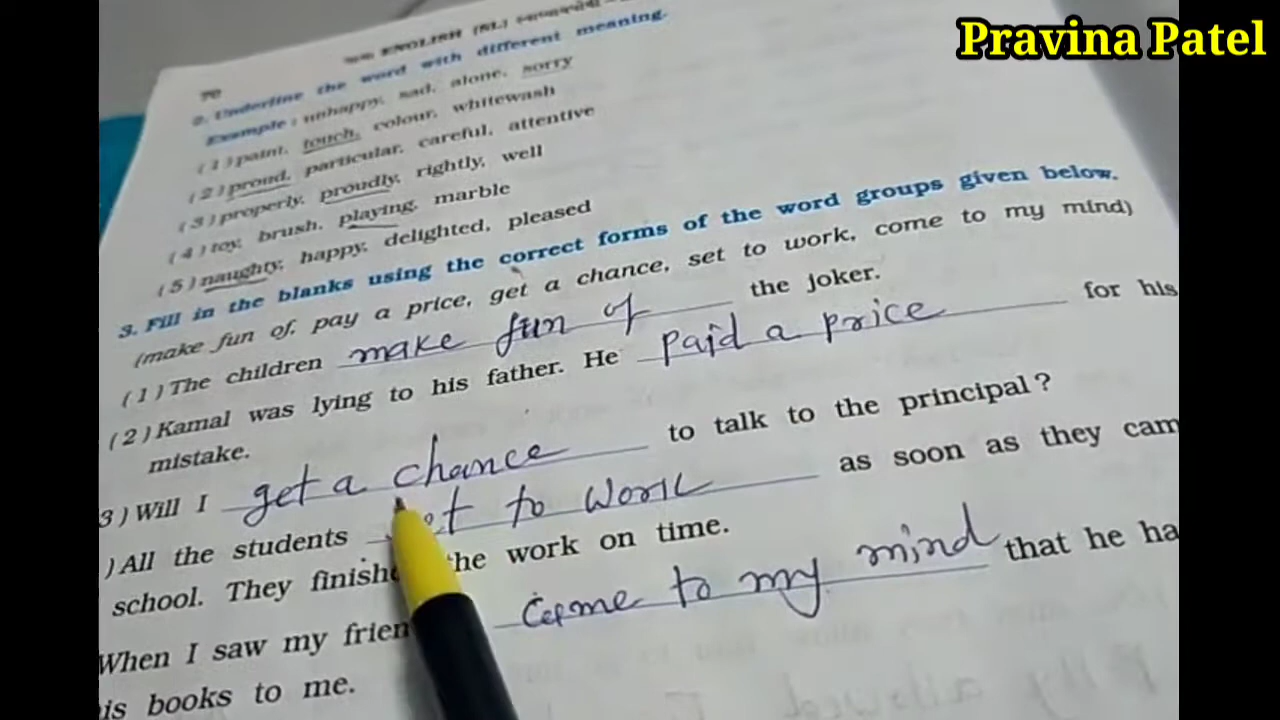 Pravina Patel
ENGLISH (SL)
70
2. Underline the word with different meaning.
Example : unhappy, sad, alone, sorry
(1) paint, touch, colour, whitewash
(2) proud, particular, careful, attentive
(3) properly, proudly, rightly, well
(4) toy, brush, playing, marble
(5) naughty, happy, delighted, pleased
3. Fill in the blanks using the correct forms of the word groups given below.
(make fun of, pay a price, get a chance, set to work, come to my mind)
(1) The children make fun of the joker.
(2) Kamal was lying to his father. He paid a price for his
mistake.
3) Will I get a chance to talk to the principal?
) All the students to work as soon as they cam
school. They finishe the work on time.
When I saw my frien came to my mind that he ha
is books to me.